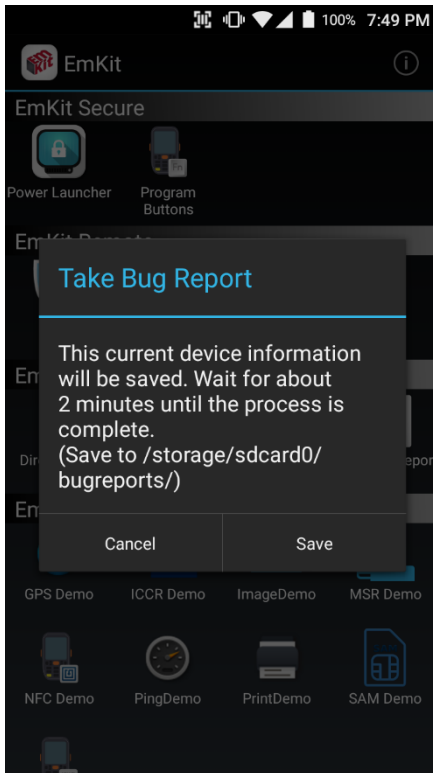 100% 7:49 PM
EmKit
EmKit Secure
Power Launcher
Program
Buttons
Take Bug Report
This current device information
will be saved. Wait for about
2 minutes until the process is
complete.
(Save to /storage/sdcard0/
bugreports/)
Cancel
Save
GPS Demo
ICCR Demo
ImageDemo
MSR Demo
NFC Demo
PingDemo
PrintDemo
SAM Demo